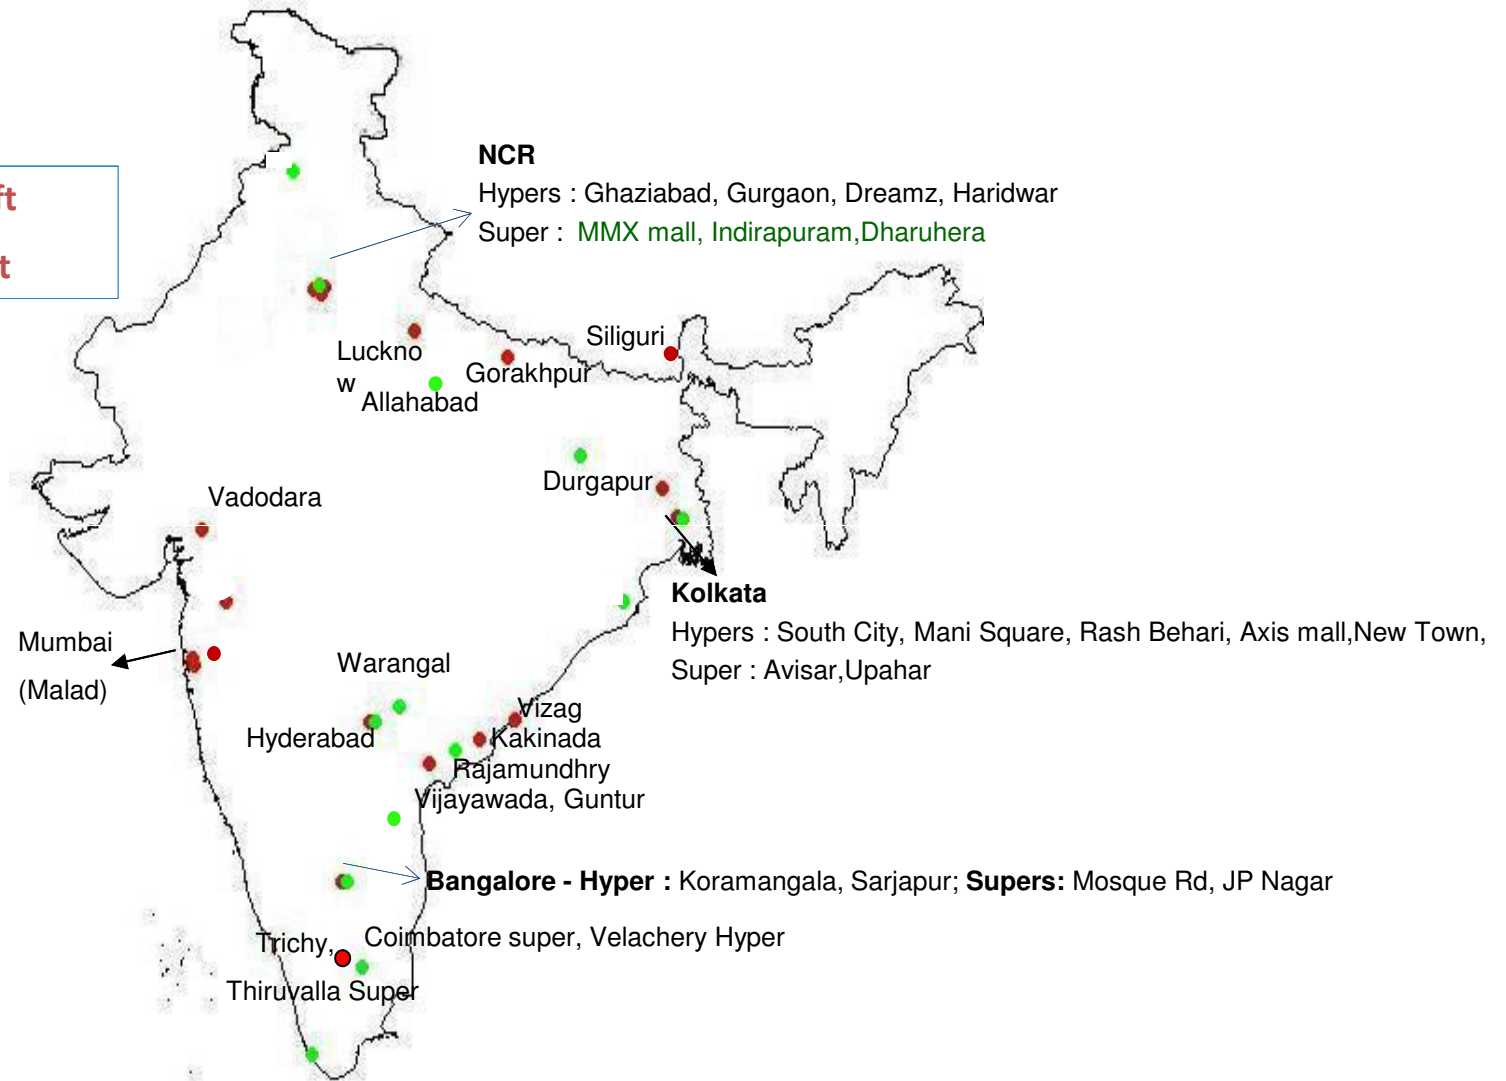 NCR
Hypers : Ghaziabad, Gurgaon, Dreamz, Haridwar
Super : MMX mall, Indirapuram,Dharuhera
ft
t
Siliguri
Luckno
w
Gorakhpur
Allahabad
Durgapur
Vadodara
Kolkata
Hypers : South City, Mani Square, Rash Behari, Axis mall,New Town,
Super : Avisar,Upahar
Mumbai
(Malad)
Warangal
Vizag
Hyderabad
Kakinada
Rajamundhry
Vijayawada, Guntur
Bangalore - Hyper : Koramangala, Sarjapur; Supers: Mosque Rd, JP Nagar
Trichy,
Coimbatore super, Velachery Hyper
Thiruvalla Super